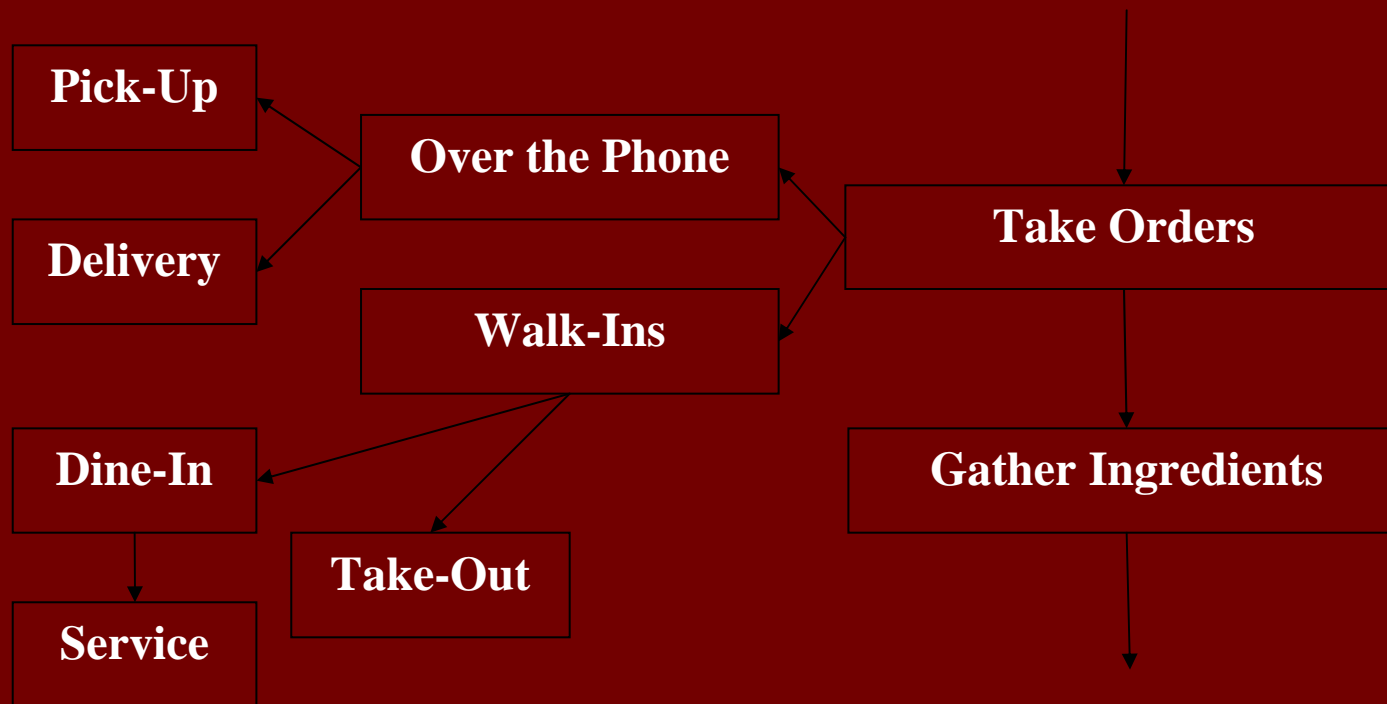 Pick-Up
Over the Phone
Take Orders
Delivery
Walk-Ins
Dine-In
Gather Ingredients
Take-Out
Service